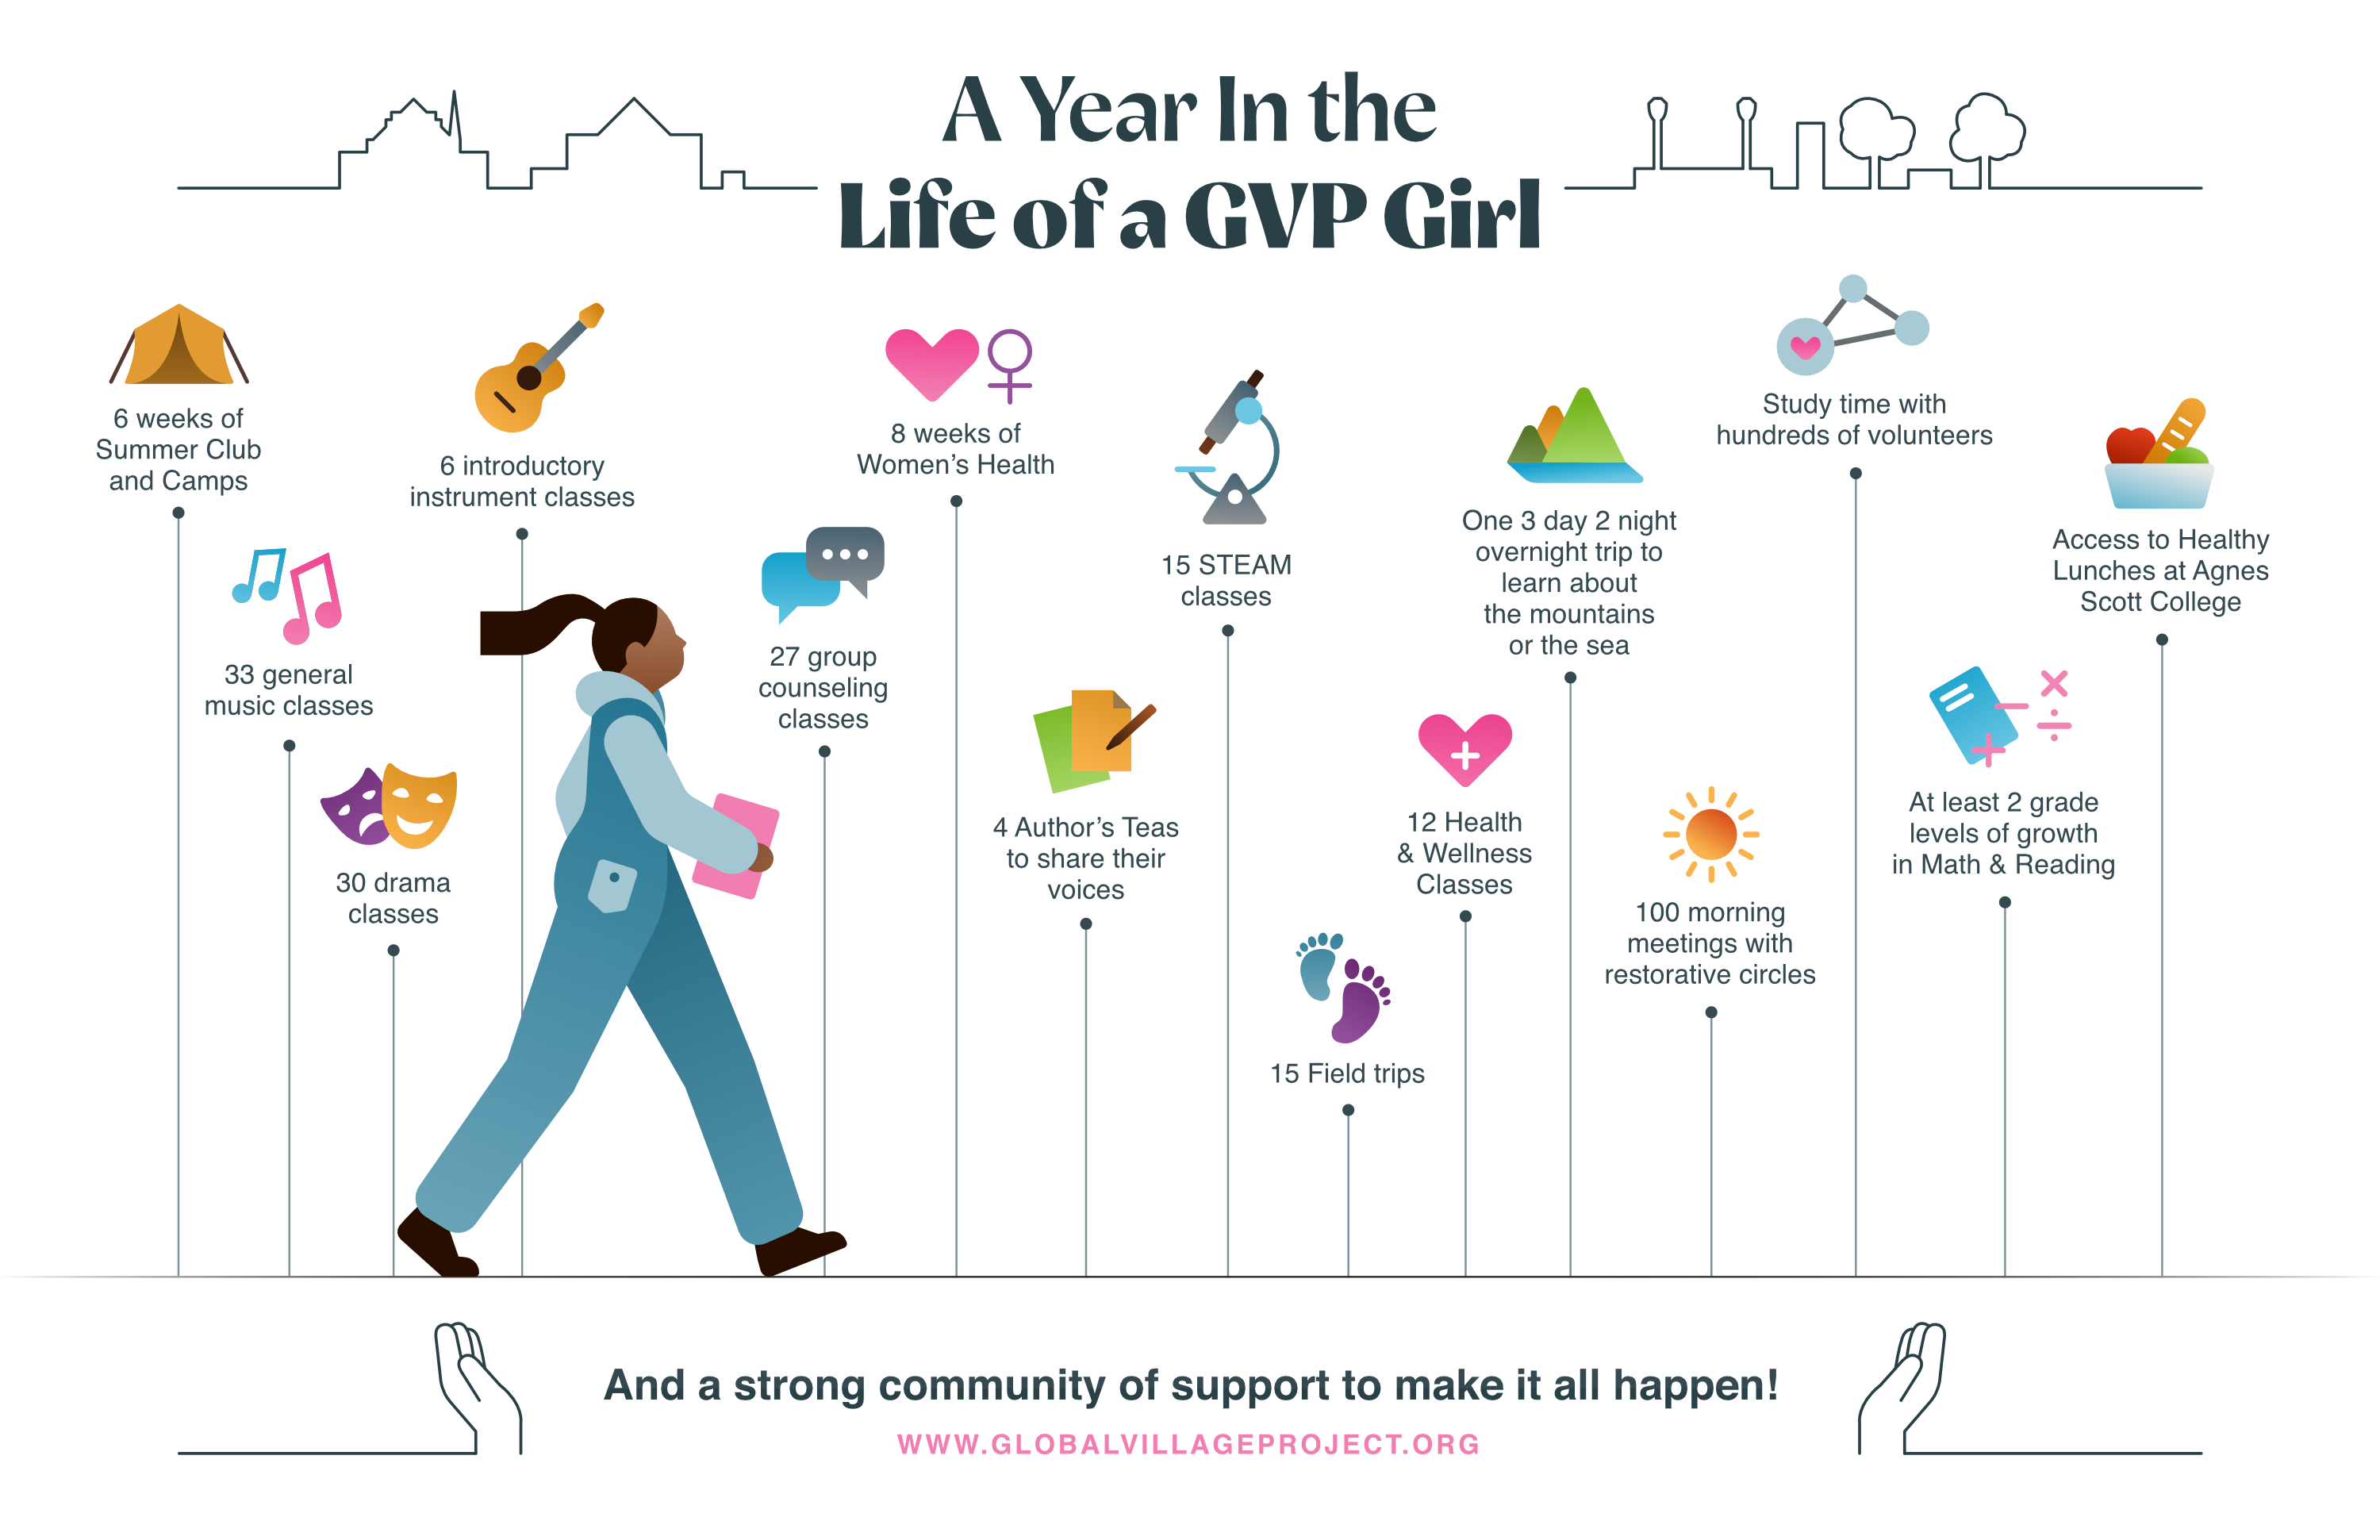 A Year In the
Life of a GVP Girl
6 weeks of
Summer Club
and Camps
33 general
music classes
30 drama
classes
6 introductory
instrument classes
27 group
counseling
classes
8 weeks of
Women’s Health
4 Author’s Teas
to share their
voices
15 STEAM
classes
15 Field trips
12 Health
& Wellness
Classes
One 3 day 2 night
overnight trip to
learn about
the mountains
or the sea
100 morning
meetings with
restorative circles
Study time with
hundreds of volunteers
At least 2 grade
levels of growth
in Math & Reading
Access to Healthy
Lunches at Agnes
Scott College
And a strong community of support to make it all happen!
WWW.GLOBALVILLAGEPROJECT.ORG